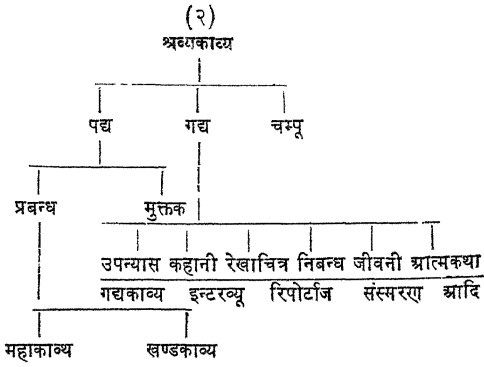 (२)
श्रव्यकाव्य
पद्य गद्य चम्पू
प्रबन्ध मुक्तक
उपन्यास कहानी रेखाचित्र निबन्ध जीवनी आत्मकथा
गद्यकाव्य इन्टरव्यू रिपोर्टाज संस्मरण आदि
महाकाव्य खण्डकाव्य